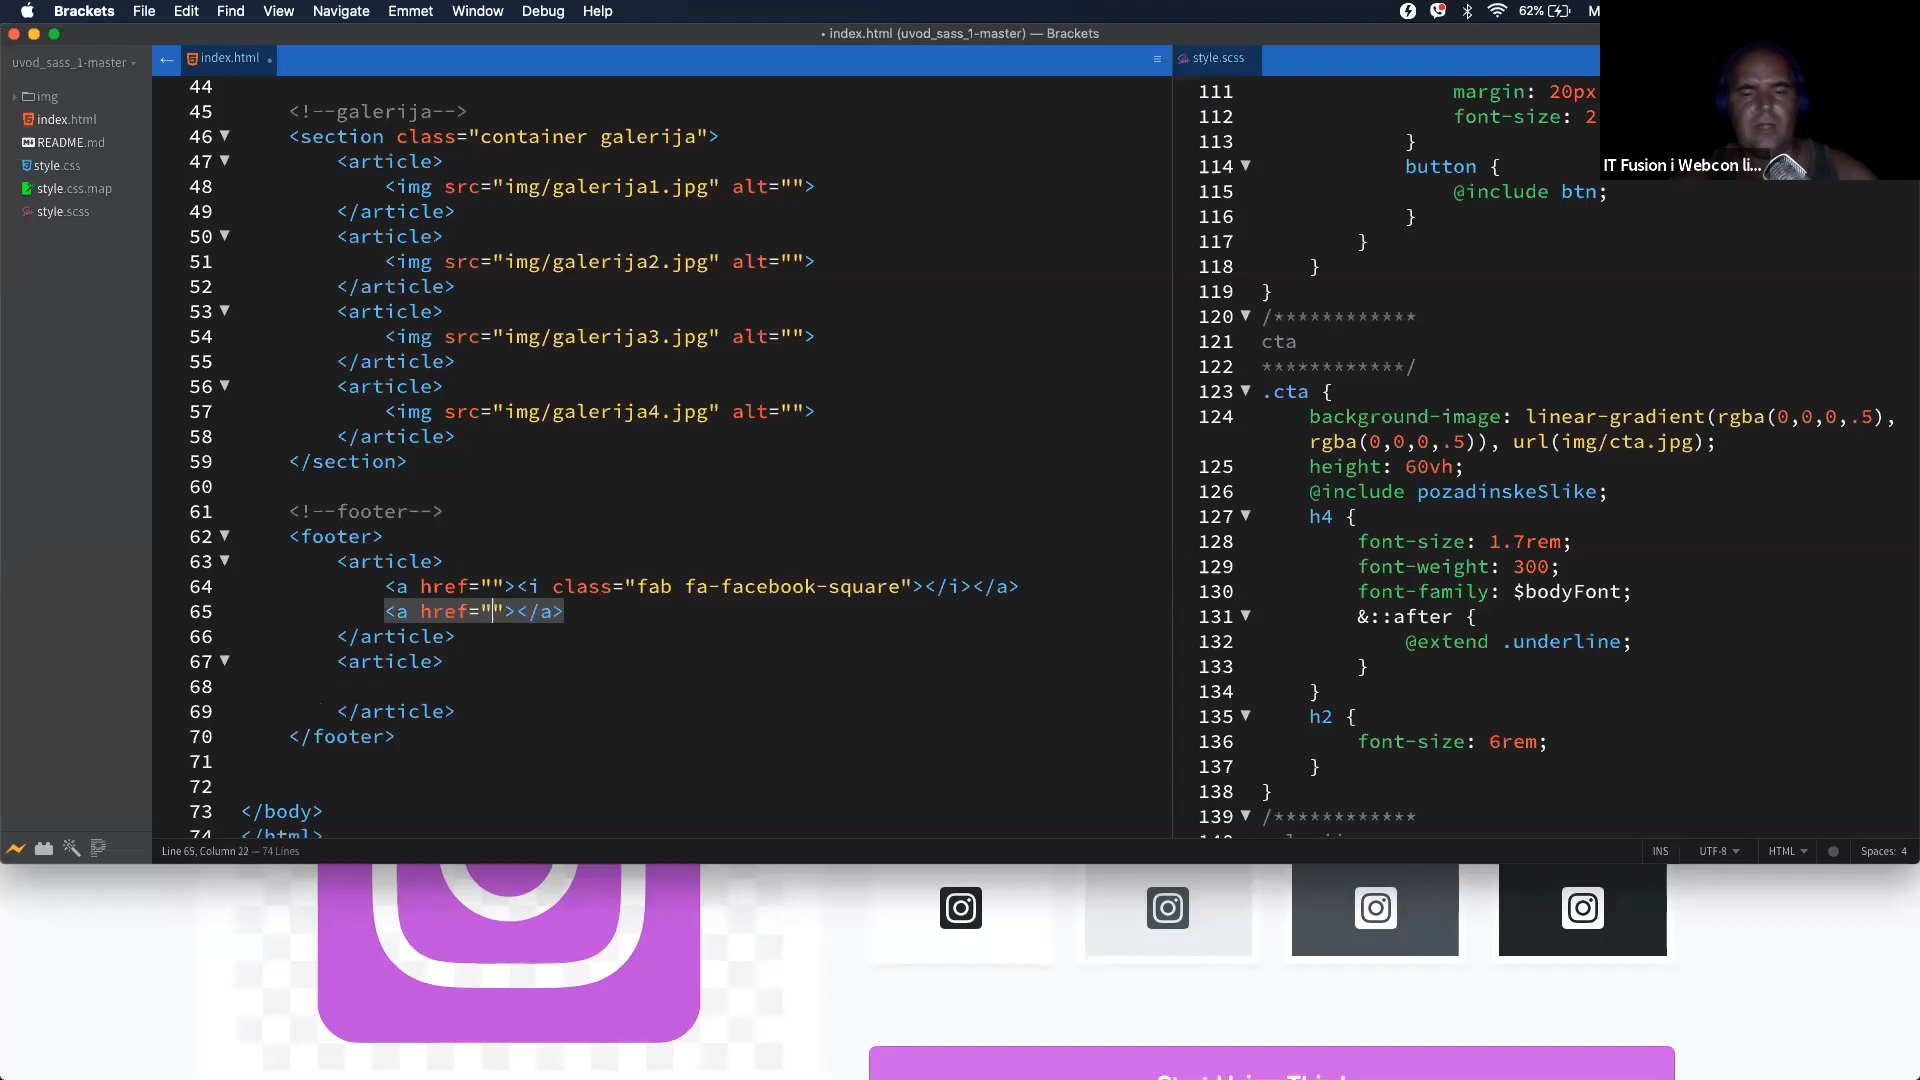 Brackets File Edit Find View Navigate Emmet Window Debug Help
62%
• index.html (uvod_sass_1-master) — Brackets
uvod_sass_1-master
img
index.html
README.md
style.css
style.css.map
style.scss
index.html
44
45 <!--galerija-->
46 <section class="container galerija">
47 <article>
48 <img src="img/galerija1.jpg" alt="">
49 </article>
50 <article>
51 <img src="img/galerija2.jpg" alt="">
52 </article>
53 <article>
54 <img src="img/galerija3.jpg" alt="">
55 </article>
56 <article>
57 <img src="img/galerija4.jpg" alt="">
58 </article>
59 </section>
60
61 <!--footer-->
62 <footer>
63 <article>
64 <a href=""><i class="fab fa-facebook-square"></i></a>
65 <a href=""></a>
66 </article>
67 <article>
68
69 </article>
70 </footer>
71
72
73 </body>
74 </html>
style.scss
111 margin: 20px
112 font-size: 2
113 }
114 button {
115 @include btn;
116 }
117 }
118 }
119 }
120 /************
121 cta
122 ************/
123 .cta {
124 background-image: linear-gradient(rgba(0,0,0,.5),
rgba(0,0,0,.5)), url(img/cta.jpg);
125 height: 60vh;
126 @include pozadinskeSlike;
127 h4 {
128 font-size: 1.7rem;
129 font-weight: 300;
130 font-family: $bodyFont;
131 &::after {
132 @extend .underline;
133 }
134 }
135 h2 {
136 font-size: 6rem;
137 }
138 }
139 /************
IT Fusion i Webcon li...
Line 65, Column 22 — 74 Lines
INS UTF-8 HTML Spaces: 4